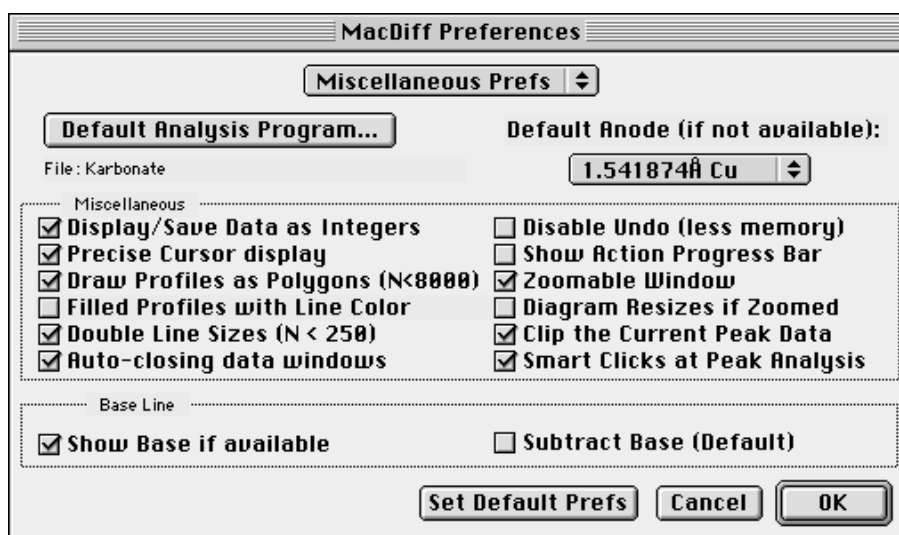 MacDiff Preferences
Miscellaneous Prefs
Default Analysis Program...
Default Anode (if not available):
File : Karbonate
1.541874Å Cu
Miscellaneous
Display/Save Data as Integers
Disable Undo (less memory)
Precise Cursor display
Show Action Progress Bar
Draw Profiles as Polygons (N<8000)
Zoomable Window
Filled Profiles with Line Color
Diagram Resizes if Zoomed
Double Line Sizes (N < 250)
Clip the Current Peak Data
Auto-closing data windows
Smart Clicks at Peak Analysis
Base Line
Show Base if available
Subtract Base (Default)
Set Default Prefs
Cancel
OK